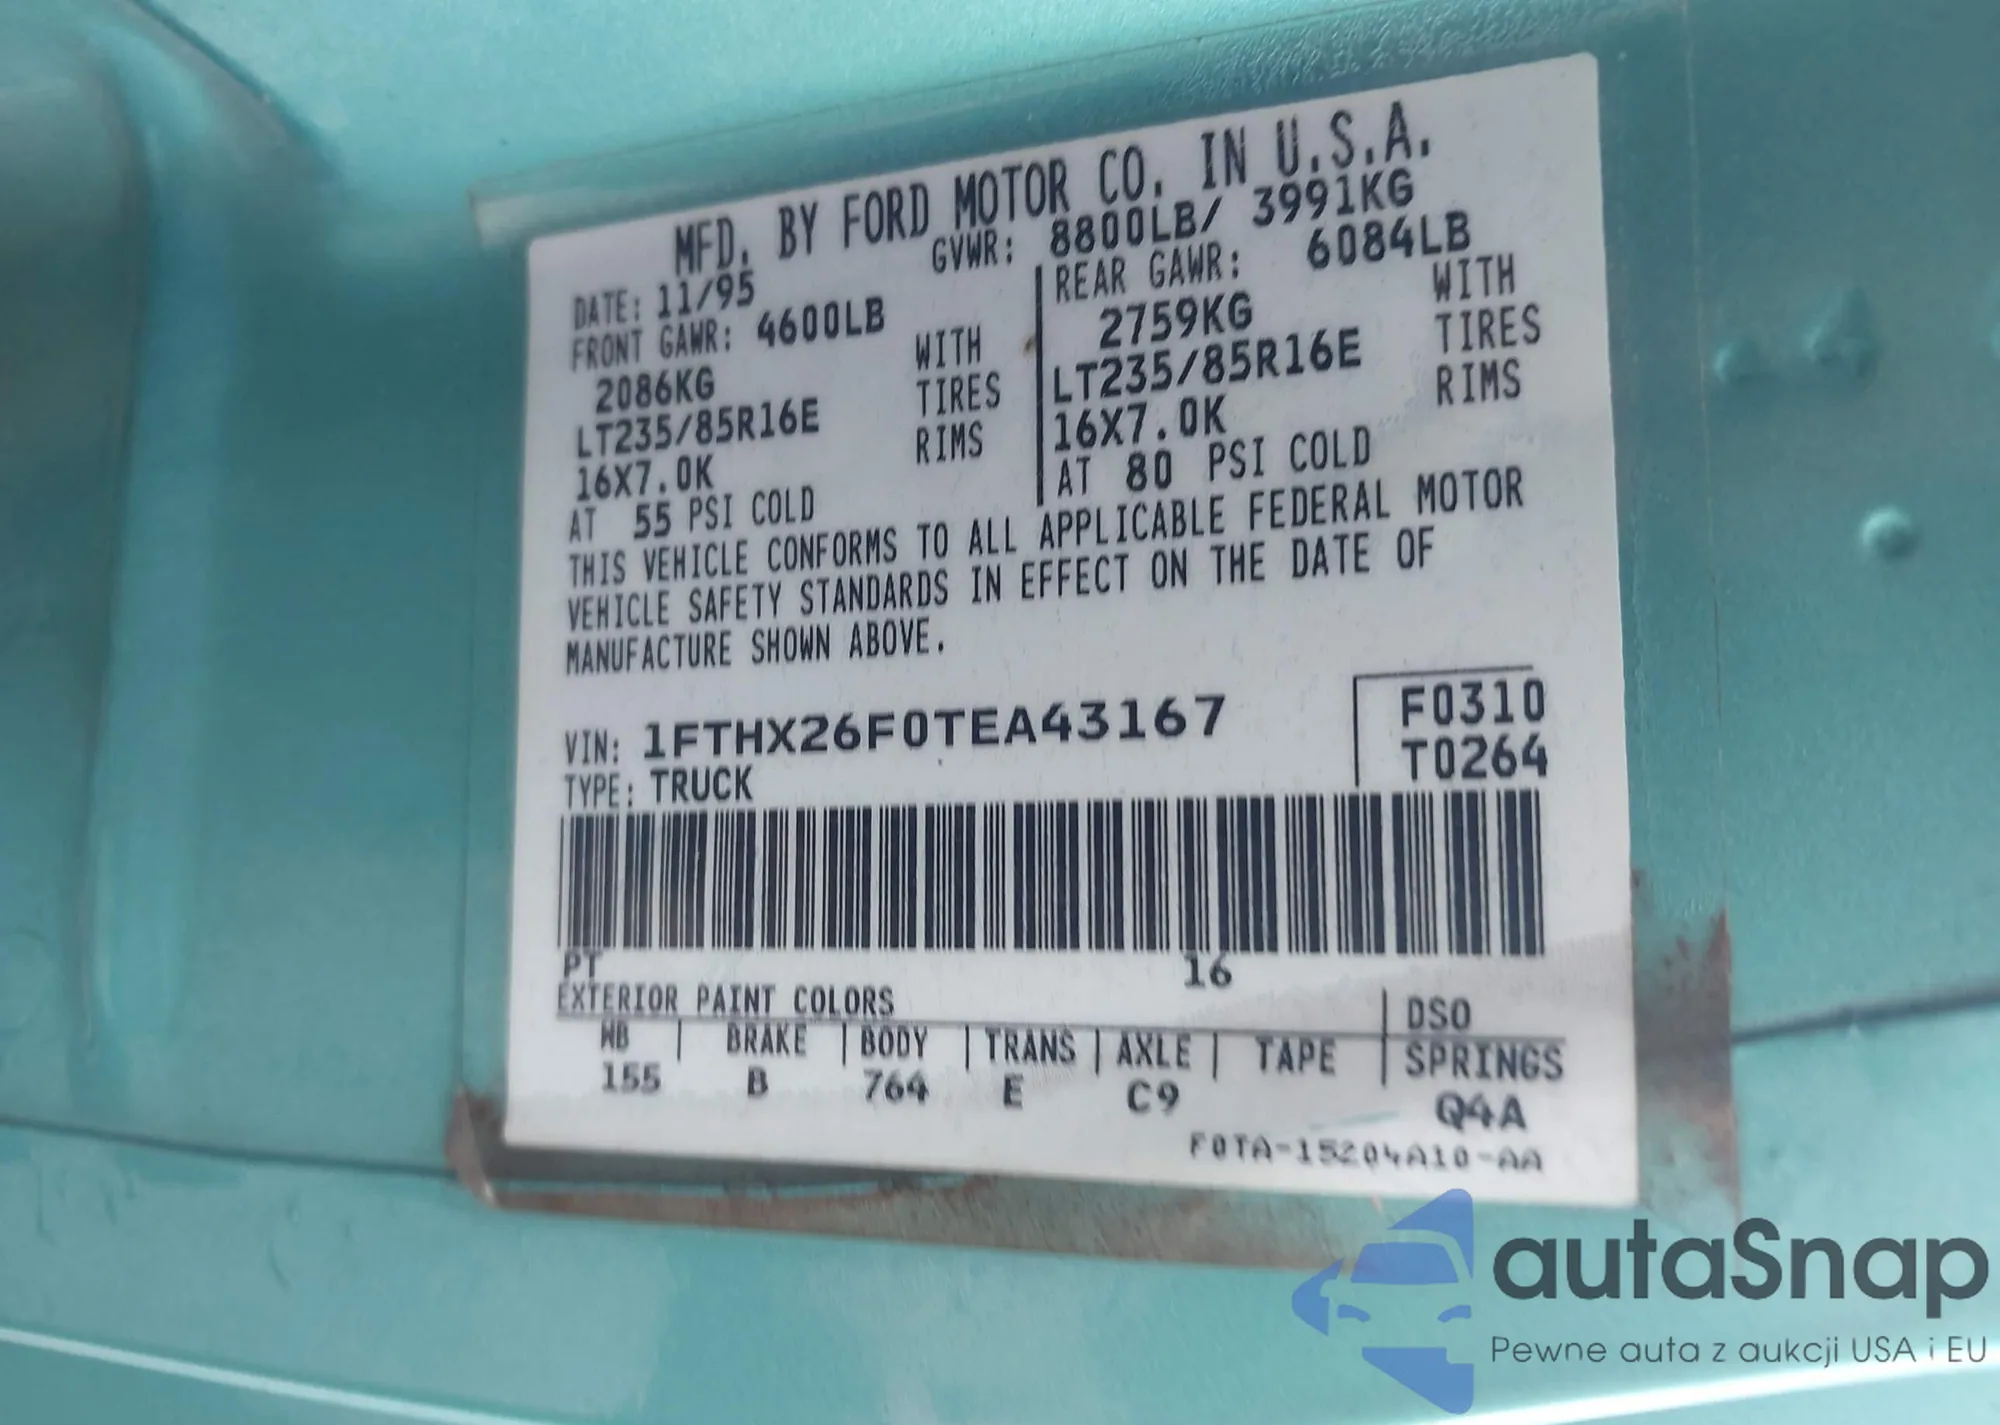 MFD. BY FORD MOTOR CO. IN U.S.A.
DATE: 11/95 GVWR: 8800LB/ 3991KG
FRONT GAWR: 4600LB
2086KG WITH
LT235/85R16E TIRES
16X7.0K RIMS
AT 55 PSI COLD
REAR GAWR: 6084LB
2759KG WITH
LT235/85R16E TIRES
16X7.0K RIMS
AT 80 PSI COLD
THIS VEHICLE CONFORMS TO ALL APPLICABLE FEDERAL MOTOR
VEHICLE SAFETY STANDARDS IN EFFECT ON THE DATE OF
MANUFACTURE SHOWN ABOVE.
VIN: 1FTHX26F0TEA43167
TYPE: TRUCK
F0310
T0264
PT 16
EXTERIOR PAINT COLORS DSO
WB | BRAKE | BODY | TRANS | AXLE | TAPE | SPRINGS
155 B 764 E C9 Q4A
F0TA-15204A10-AA
autaSnap
Pewne auta z aukcji USA i EU